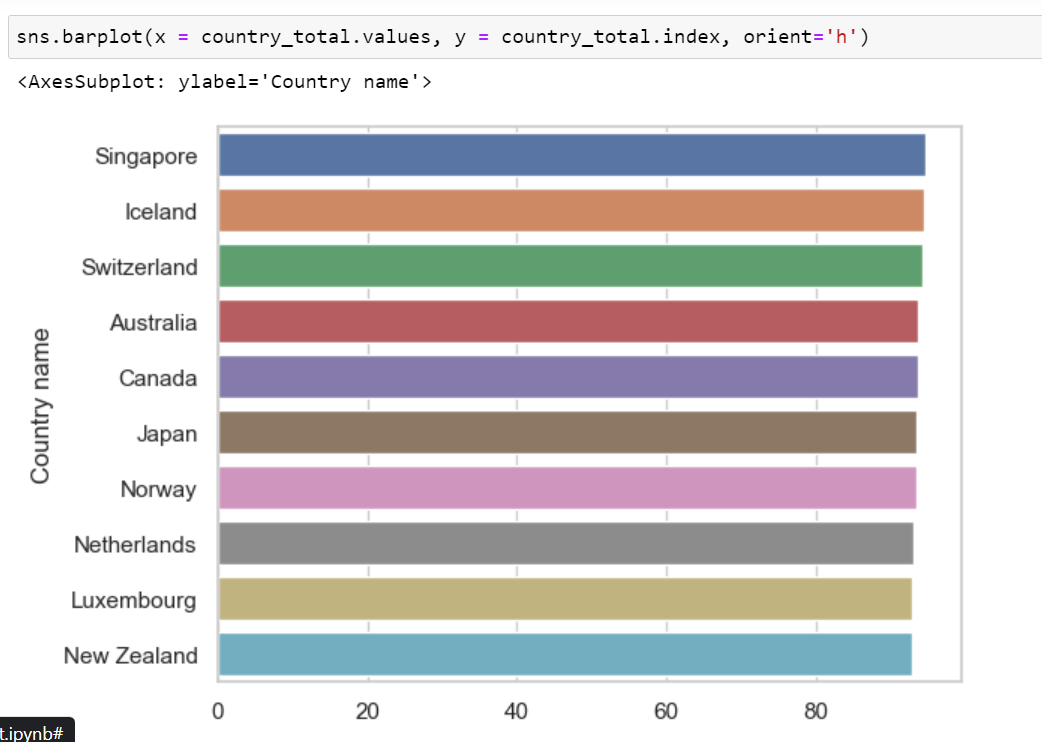 sns.barplot(x = country_total.values, y = country_total.index, orient='h')
<AxesSubplot: ylabel='Country name'>
Singapore
Iceland
Switzerland
Australia
Canada
Japan
Norway
Netherlands
Luxembourg
New Zealand
Country name
0 20 40 60 80
t.ipynb#